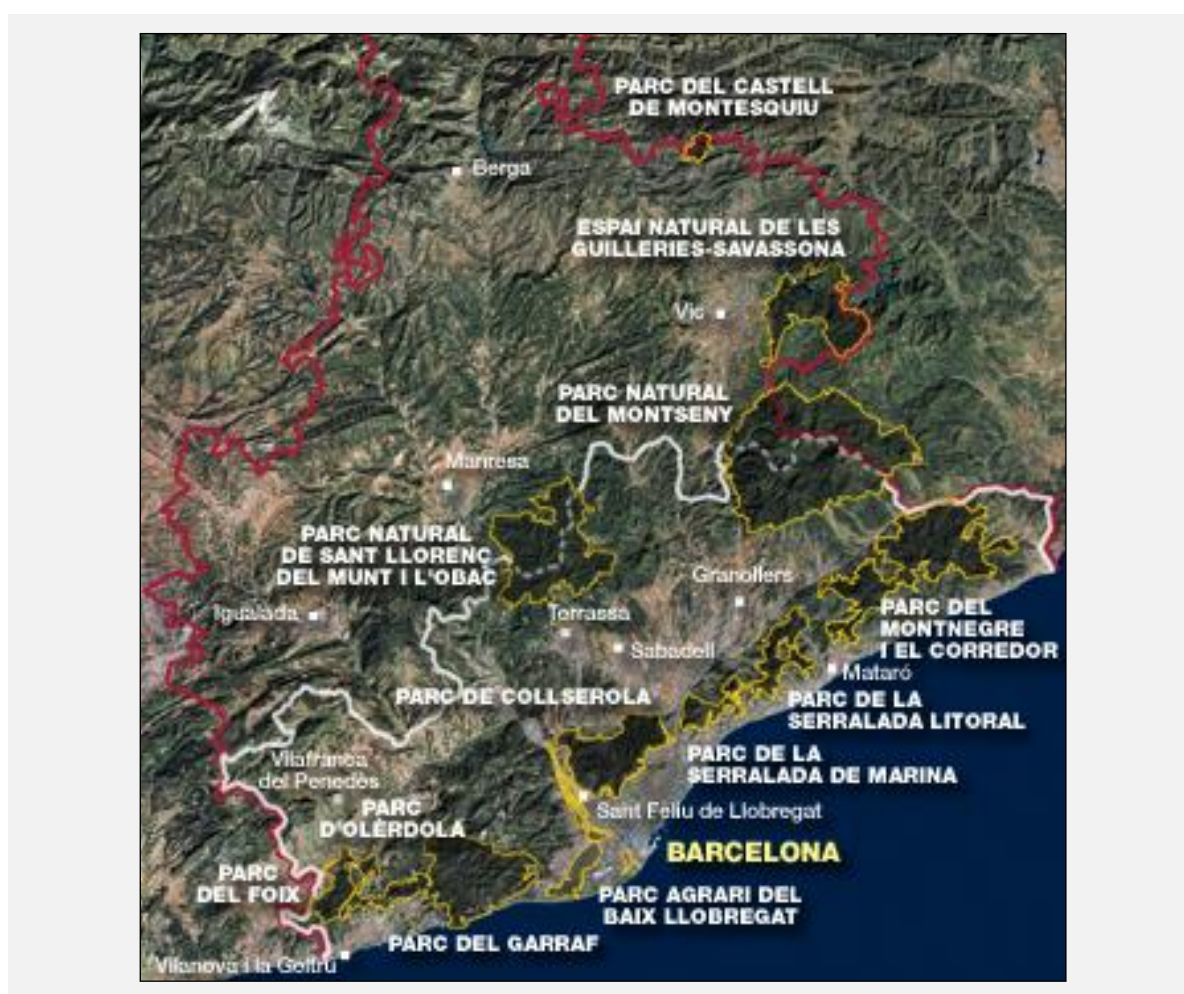 PARC DEL CASTELL
DE MONTESQUIU
Berga
ESPAI NATURAL DE LES
GUILLERIES-SAVASSONA
Vic
PARC NATURAL
DEL MONTSENY
Manresa
PARC NATURAL
DE SANT LLORENÇ
DEL MUNT I L'OBAC
Granollers
Igualada
Terrassa
PARC DEL
MONTNEGRE
I EL CORREDOR
Sabadell
Mataró
PARC DE COLLSEROLA
PARC DE LA
SERRALADA LITORAL
PARC DE LA
SERRALADA DE MARINA
Vilafranca
del Penedès
PARC
D'OLÈRDOLA
Sant Feliu de Llobregat
BARCELONA
PARC
DEL FOIX
PARC AGRARI DEL
BAIX LLOBREGAT
PARC DEL GARRAF
Vilanova i la Geltrú